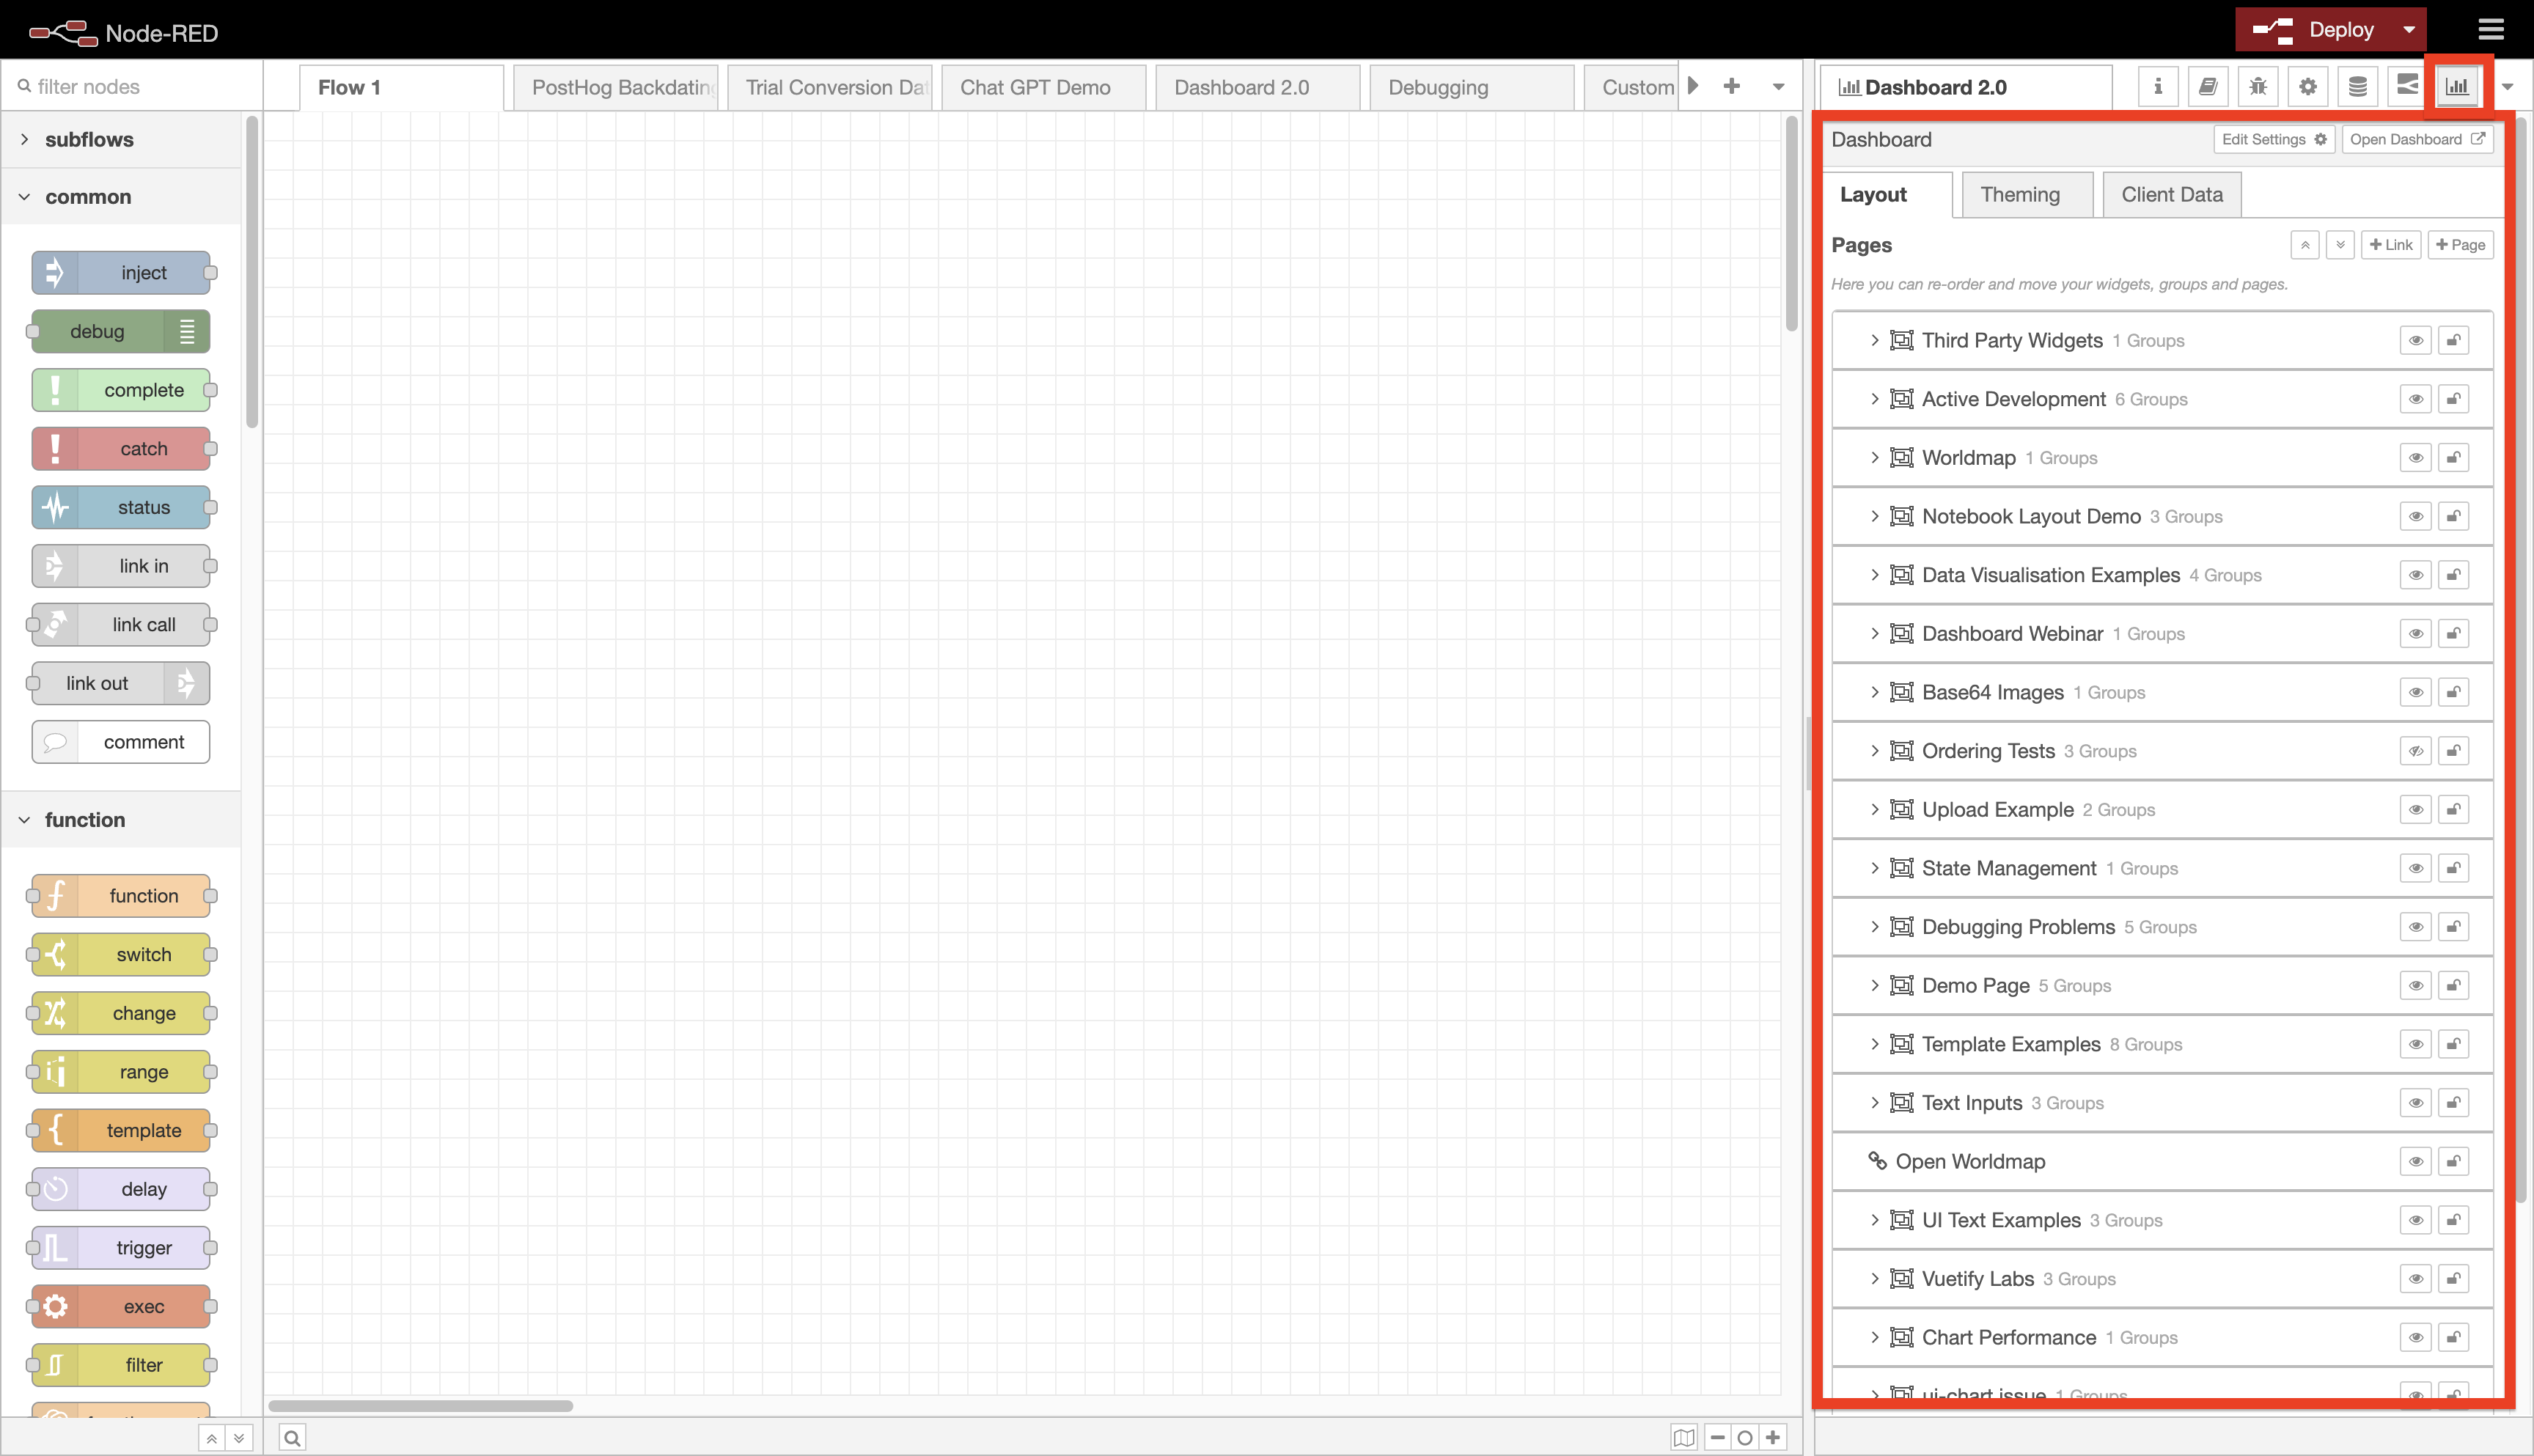 Node-RED
Deploy
filter nodes
Flow 1
PostHog Backdating
Trial Conversion Dat
Chat GPT Demo
Dashboard 2.0
Debugging
Custom
Dashboard 2.0
subflows
common
inject
debug
complete
catch
status
link in
link call
link out
comment
function
function
switch
change
range
template
delay
trigger
exec
filter
Dashboard
Edit Settings
Open Dashboard
Layout
Theming
Client Data
Pages
Link
Page
Here you can re-order and move your widgets, groups and pages.
Third Party Widgets 1 Groups
Active Development 6 Groups
Worldmap 1 Groups
Notebook Layout Demo 3 Groups
Data Visualisation Examples 4 Groups
Dashboard Webinar 1 Groups
Base64 Images 1 Groups
Ordering Tests 3 Groups
Upload Example 2 Groups
State Management 1 Groups
Debugging Problems 5 Groups
Demo Page 5 Groups
Template Examples 8 Groups
Text Inputs 3 Groups
Open Worldmap
UI Text Examples 3 Groups
Vuetify Labs 3 Groups
Chart Performance 1 Groups
ui-chart issue 1 Groups